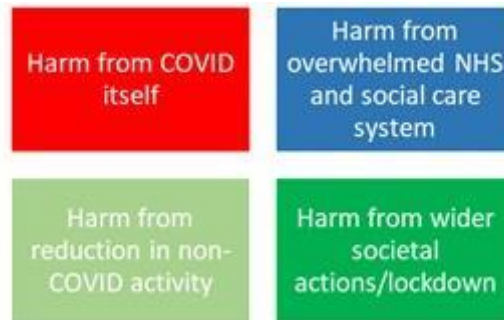 Harm from COVID
itself
Harm from
overwhelmed NHS
and social care
system
Harm from
reduction in non-
COVID activity
Harm from wider
societal
actions/lockdown